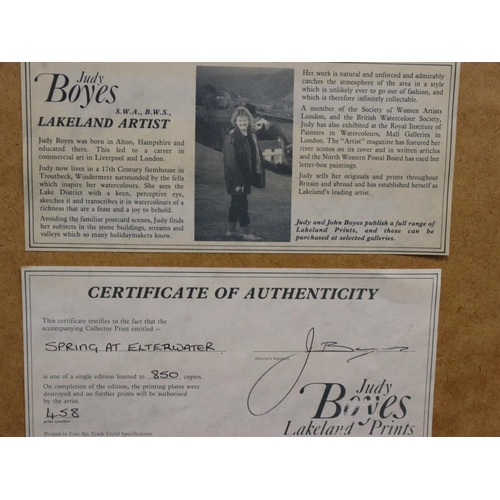 Judy
Boyes
S.W.A., B.W.S.,
LAKELAND ARTIST
Judy Boyes was born in Alton, Hampshire and
educated there. This led to a career in
commercial art in Liverpool and London.
Judy now lives in a 17th Century farmhouse in
Troutbeck, Windermere surrounded by the fells
which inspire her watercolours. She sees the
Lake District with a keen, perceptive eye,
sketches it and transcribes it in watercolours of a
richness that are a feast and a joy to behold.
Avoiding the familiar postcard scenes, Judy finds
her subjects in the stone buildings, streams and
valleys which so many holidaymakers know.
Her work is natural and unforced and admirably
catches the atmosphere of the area in a style
which is unlikely ever to go out of fashion, and
which is therefore infinitely collectable.
A member of the Society of Women Artists
London, and the British Watercolour Society,
Judy has also exhibited at the Royal Institute of
Painters in Watercolours, Mall Galleries in
London. The "Artist" magazine has featured her
river scenes on its cover and in written articles
and the North Western Postal Board has used her
letter-box paintings.
Judy sells her originals and prints throughout
Britain and abroad and has established herself as
Lakeland's leading artist.
Judy and John Boyes publish a full range of
Lakeland Prints, and these can be
purchased at selected galleries.
CERTIFICATE OF AUTHENTICITY
This certificate testifies to the fact that the
accompanying Collector Print entitled —
SPRING AT ELTERWATER
is one of a single edition limited to 850 copies.
On completion of the edition, the printing plates were
destroyed and no further prints will be authorised
by the artist.
458
print number
Printed to Fine Art Trade Guild Specifications
J Boyes
Judy
Boyes
Lakeland Prints